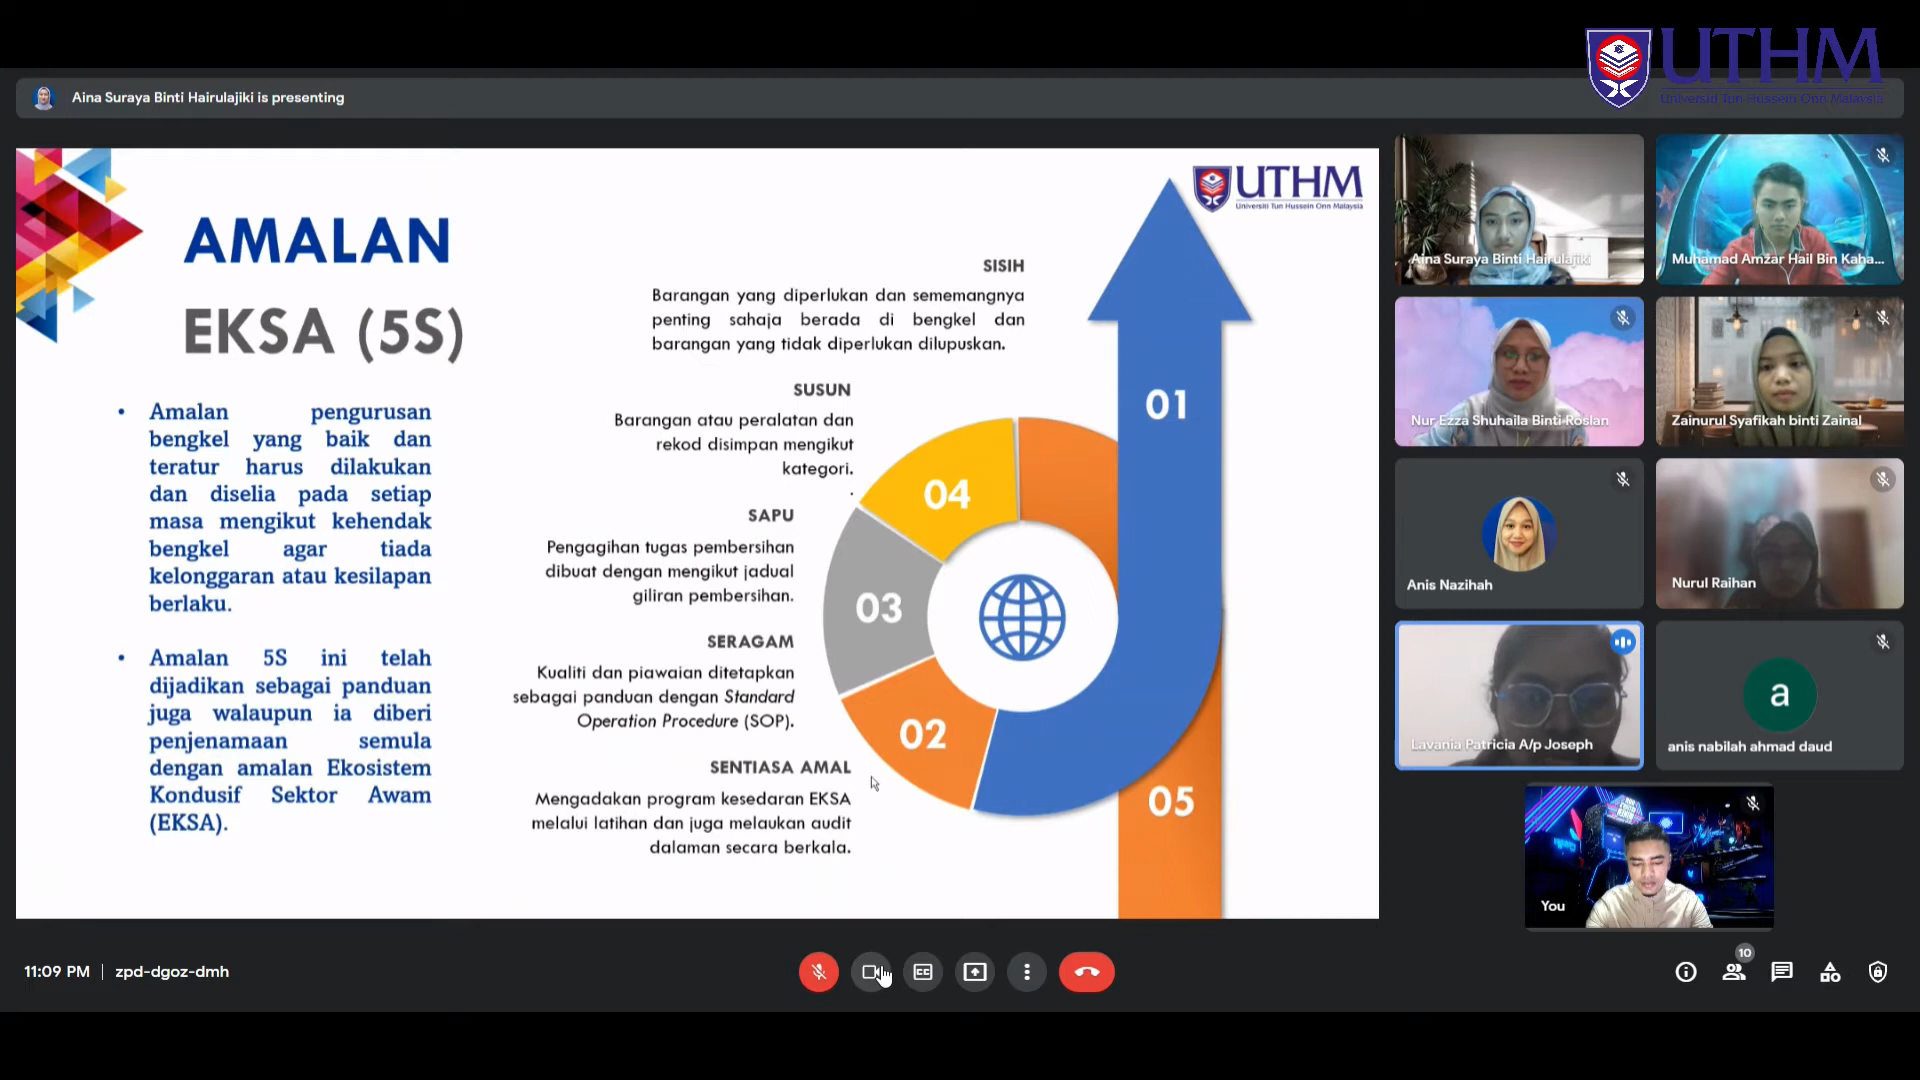 UTHM
Universiti Tun Hussein Onn Malaysia
Aina Suraya Binti Hairulajiki is presenting
UTHM
Universiti Tun Hussein Onn Malaysia
AMALAN
EKSA (5S)
• Amalan pengurusan
bengkel yang baik dan
teratur harus dilakukan
dan diselia pada setiap
masa mengikut kehendak
bengkel agar tiada
kelonggaran atau kesilapan
berlaku.
• Amalan 5S ini telah
dijadikan sebagai panduan
juga walaupun ia diberi
penjenamaan semula
dengan amalan Ekosistem
Kondusif Sektor Awam
(EKSA).
SISIH
Barangan yang diperlukan dan sememangnya
penting sahaja berada di bengkel dan
barangan yang tidak diperlukan dilupuskan.
SUSUN
Barangan atau peralatan dan
rekod disimpan mengikut
kategori.
.
SAPU
Pengagihan tugas pembersihan
dibuat dengan mengikut jadual
giliran pembersihan.
SERAGAM
Kualiti dan piawaian ditetapkan
sebagai panduan dengan Standard
Operation Procedure (SOP).
SENTIASA AMAL
Mengadakan program kesedaran EKSA
melalui latihan dan juga melaukan audit
dalaman secara berkala.
01
04
03
02
05
Aina Suraya Binti Hairulajiki
Muhamad Amzar Hail Bin Kaha...
Nur Ezza Shuhaila Binti Roslan
Zainurul Syafikah binti Zainal
Anis Nazihah
Nurul Raihan
Lavania Patricia A/p Joseph
a
anis nabilah ahmad daud
You
11:09 PM | zpd-dgoz-dmh
CC
10